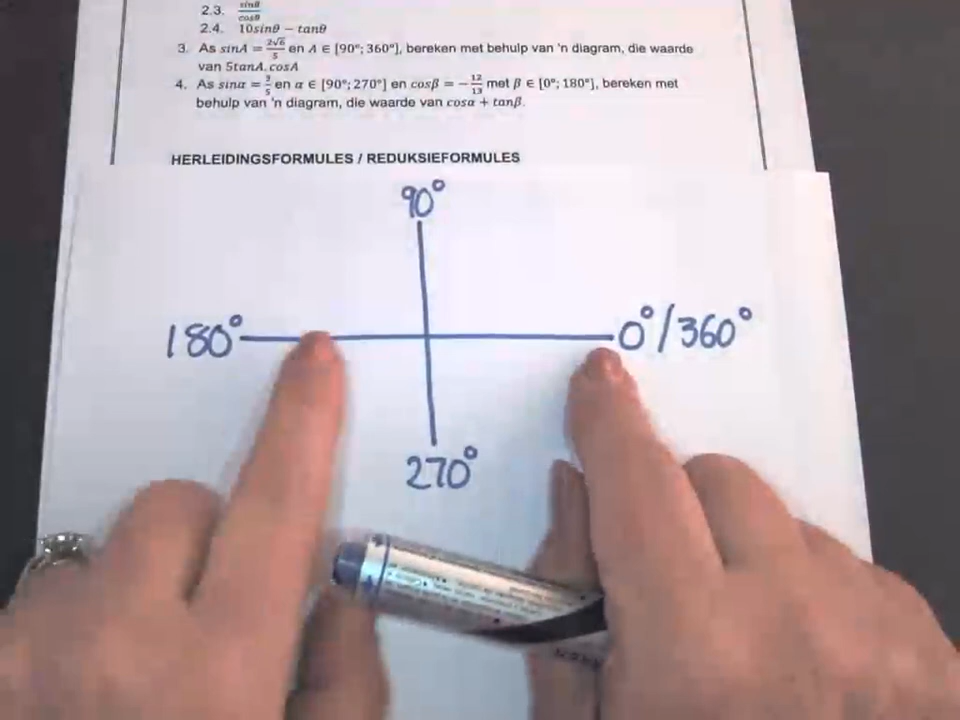 2.3. sinθ/cosθ
2.4. 10sinθ − tanθ
3. As sinA = 2√6/5 en A ∈ [90°; 360°], bereken met behulp van 'n diagram, die waarde
van 5tanA.cosA
4. As sinα = 3/5 en α ∈ [90°; 270°] en cosβ = −12/13 met β ∈ [0°; 180°], bereken met
behulp van 'n diagram, die waarde van cosα + tanβ.
HERLEIDINGSFORMULES / REDUKSIEFORMULES
90°
180° 0°/360°
270°